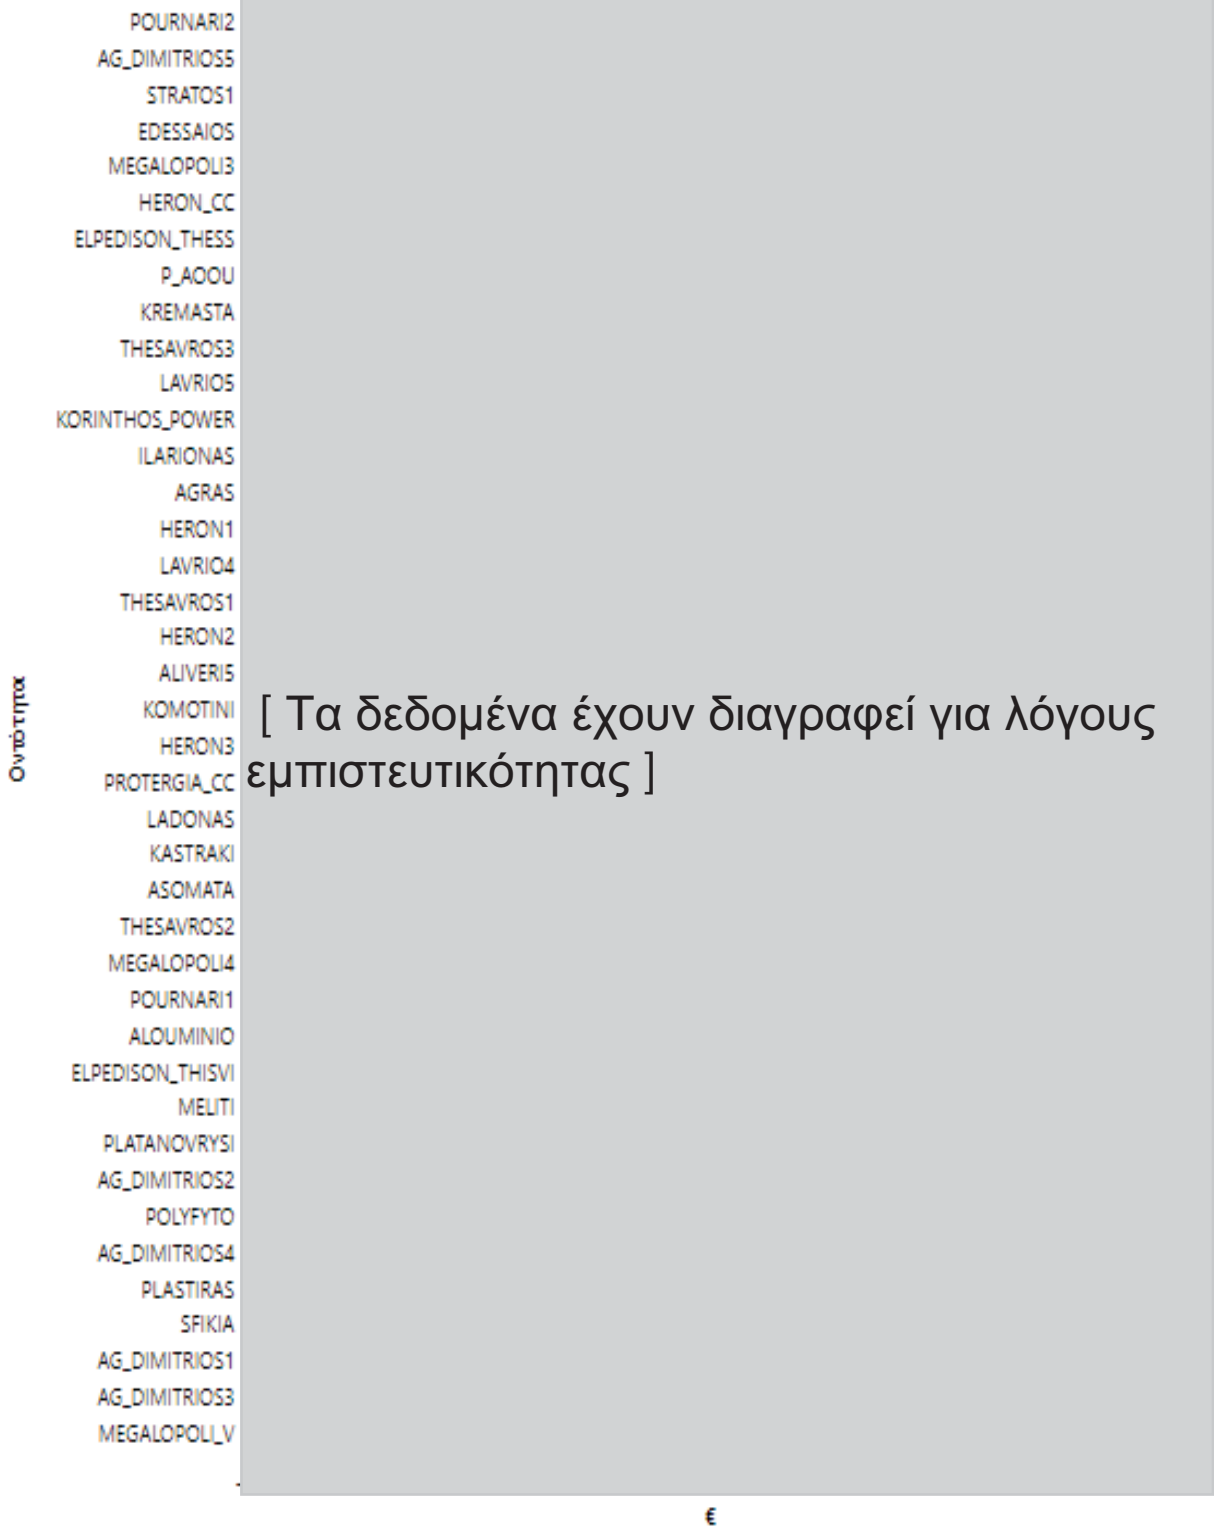 POURNARI2
AG_DIMITRIOS5
STRATOS1
EDESSAIOS
MEGALOPOLI3
HERON_CC
ELPEDISON_THESS
P_AOOU
KREMASTA
THESAVROS3
LAVRIO5
KORINTHOS_POWER
ILARIONAS
AGRAS
HERON1
LAVRIO4
THESAVROS1
HERON2
ALIVERI5
KOMOTINI
HERON3
PROTERGIA_CC
LADONAS
KASTRAKI
ASOMATA
THESAVROS2
MEGALOPOLI4
POURNARI1
ALOUMINIO
ELPEDISON_THISVI
MELITI
PLATANOVRYSI
AG_DIMITRIOS2
POLYFYTO
AG_DIMITRIOS4
PLASTIRAS
SFIKIA
AG_DIMITRIOS1
AG_DIMITRIOS3
MEGALOPOLI_V
Οντότητα
[ Τα δεδομένα έχουν διαγραφεί για λόγους
εμπιστευτικότητας ]
-
€